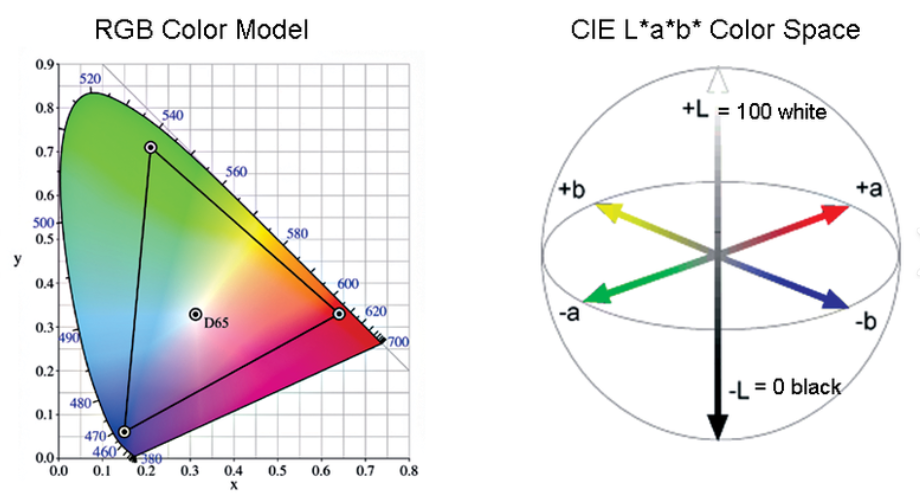 RGB Color Model
CIE L*a*b* Color Space
0.9
0.8
0.7
0.6
0.5
0.4
0.3
0.2
0.1
0.0
y
0.0 0.1 0.2 0.3 0.4 0.5 0.6 0.7 0.8
x
520
540
560
580
600
620
700
500
490
480
470
460
380
D65
+L = 100 white
+b
+a
-a
-b
-L = 0 black